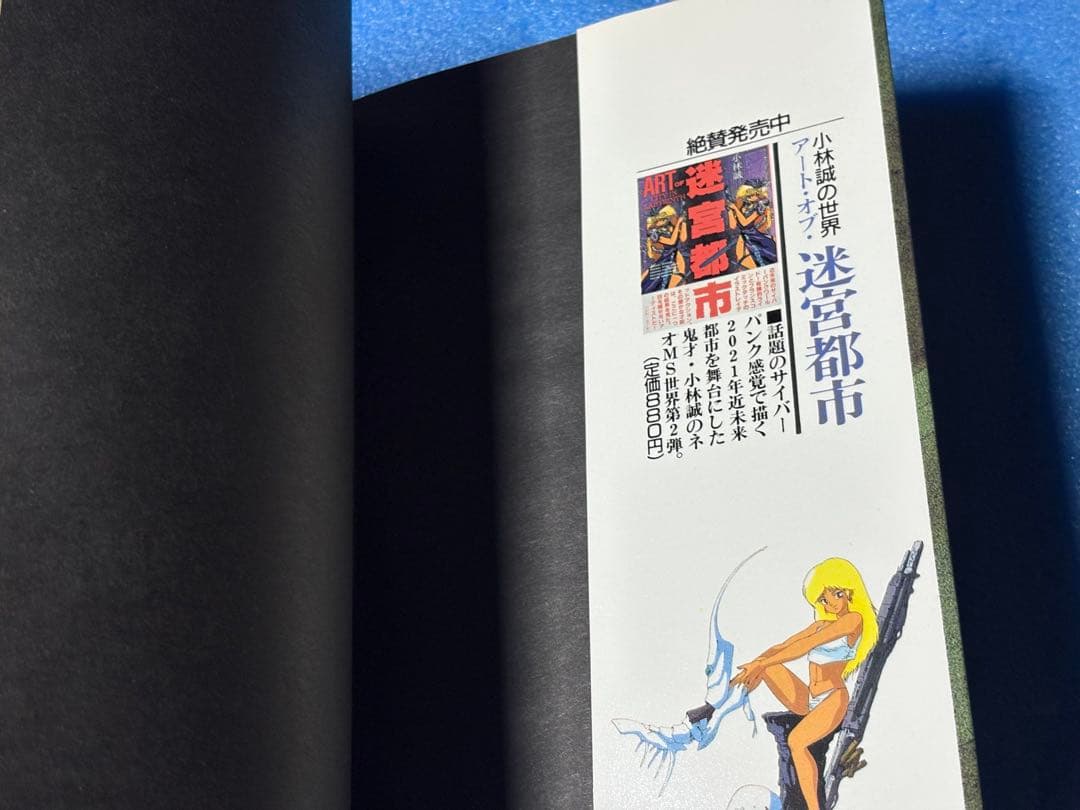 絶賛発売中
小林誠の世界
アート・オブ・迷宮都市
■話題のサイバー
パンク感覚で描く
2021年近未来
都市を舞台にした
鬼才・小林誠のネ
オMS世界第2弾。
(定価880円)
小林誠
ART OF
迷宮都市